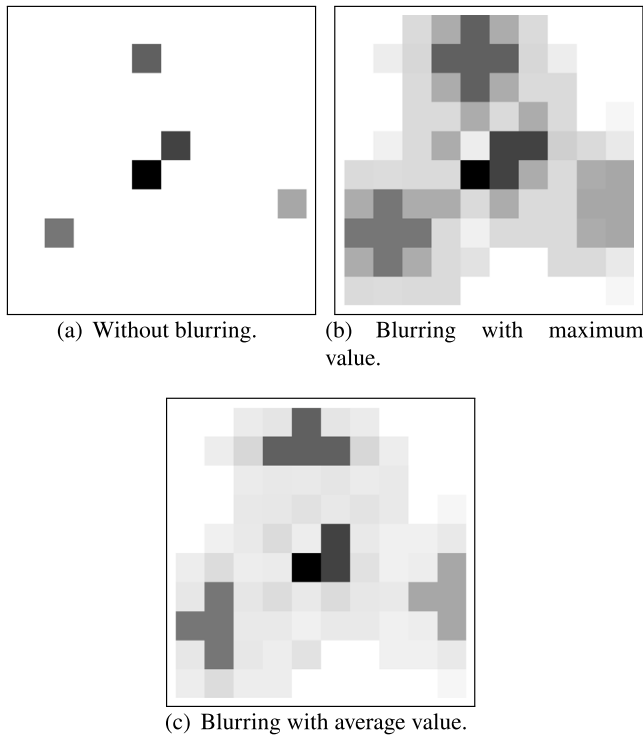 (a) Without blurring.
(b) Blurring with maximum
value.
(c) Blurring with average value.